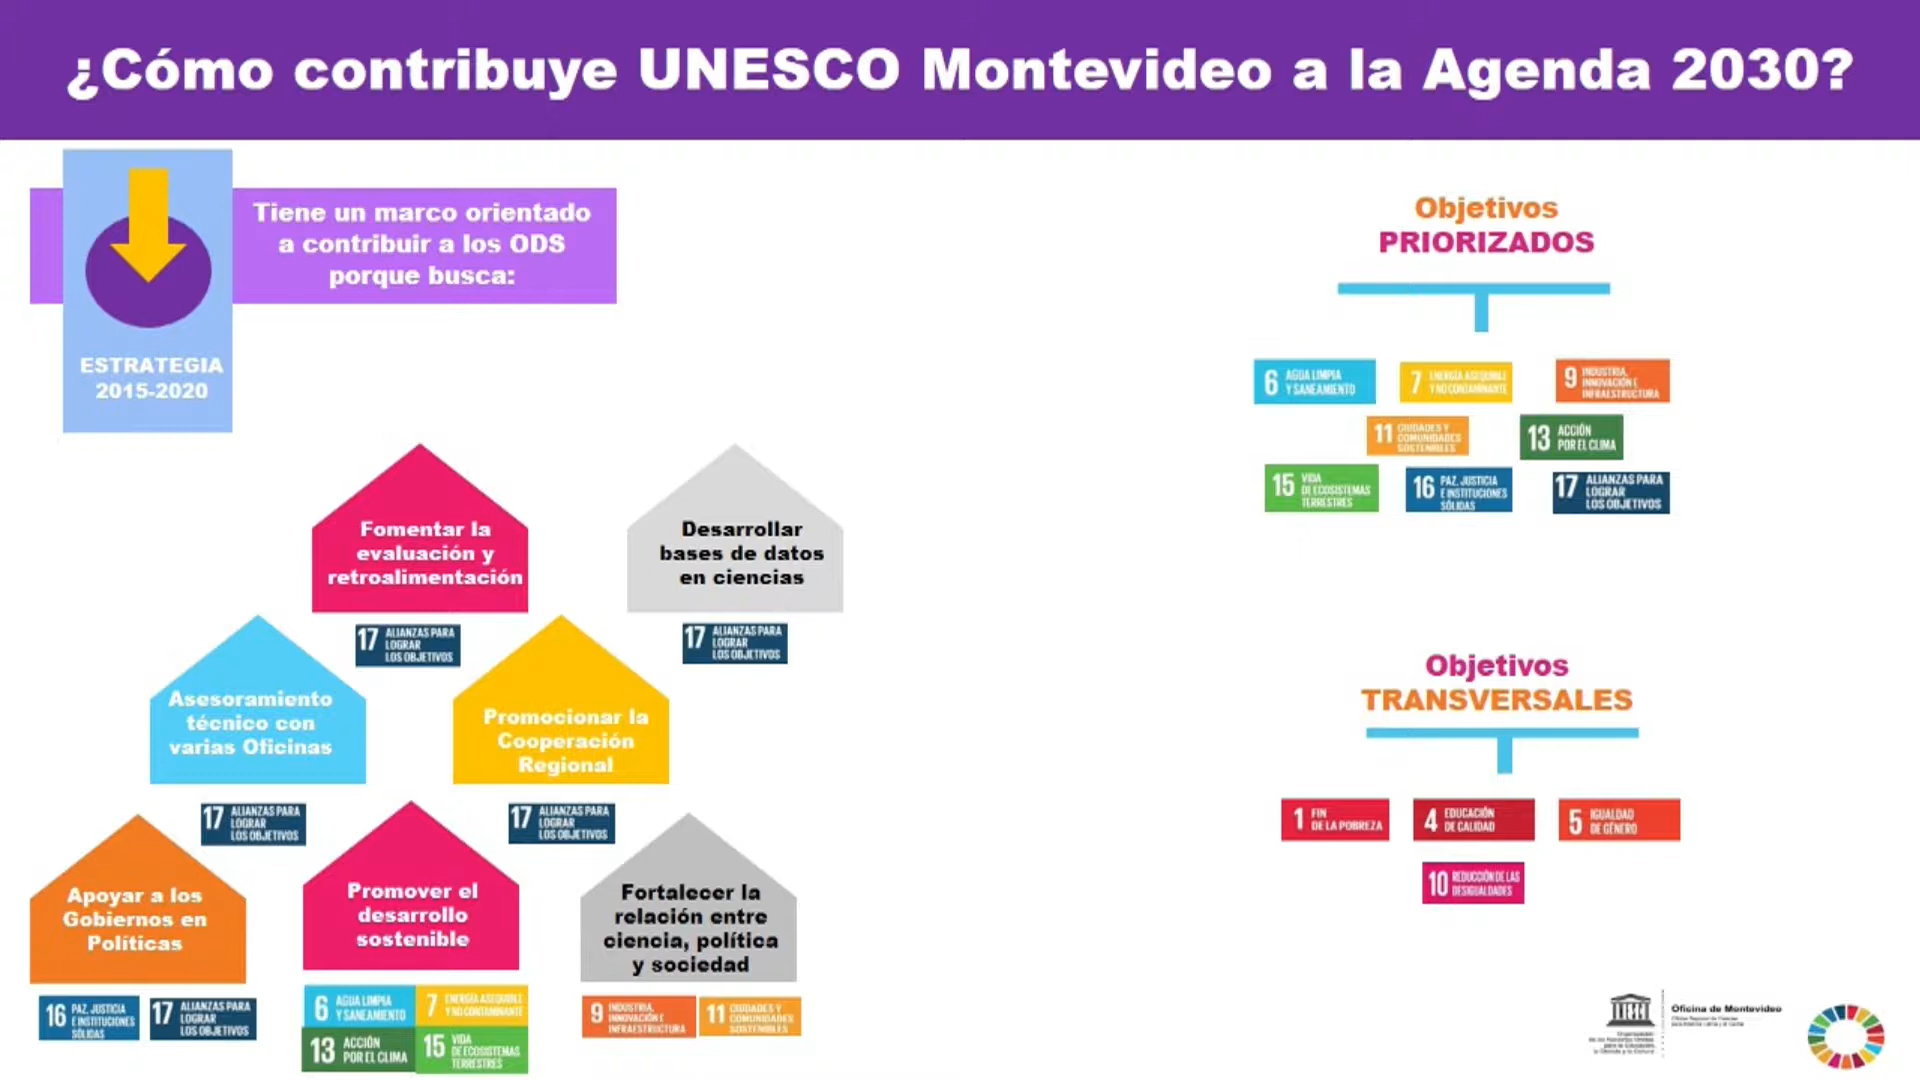 ¿Cómo contribuye UNESCO Montevideo a la Agenda 2030?
Tiene un marco orientado
a contribuir a los ODS
porque busca:
ESTRATEGIA
2015-2020
Fomentar la
evaluación y
retroalimentación
17 ALIANZAS PARA
LOGRAR
LOS OBJETIVOS
Desarrollar
bases de datos
en ciencias
17 ALIANZAS PARA
LOGRAR
LOS OBJETIVOS
Asesoramiento
técnico con
varias Oficinas
17 ALIANZAS PARA
LOGRAR
LOS OBJETIVOS
Promocionar la
Cooperación
Regional
17 ALIANZAS PARA
LOGRAR
LOS OBJETIVOS
Apoyar a los
Gobiernos en
Políticas
16 PAZ, JUSTICIA
E INSTITUCIONES
SÓLIDAS
17 ALIANZAS PARA
LOGRAR
LOS OBJETIVOS
Promover el
desarrollo
sostenible
6 AGUA LIMPIA
Y SANEAMIENTO
7 ENERGÍA ASEQUIBLE
Y NO CONTAMINANTE
13 ACCIÓN
POR EL CLIMA
15 VIDA
DE ECOSISTEMAS
TERRESTRES
Fortalecer la
relación entre
ciencia, política
y sociedad
9 INDUSTRIA,
INNOVACIÓN E
INFRAESTRUCTURA
11 CIUDADES Y
COMUNIDADES
SOSTENIBLES
Objetivos
PRIORIZADOS
6 AGUA LIMPIA
Y SANEAMIENTO
7 ENERGÍA ASEQUIBLE
Y NO CONTAMINANTE
9 INDUSTRIA,
INNOVACIÓN E
INFRAESTRUCTURA
11 CIUDADES Y
COMUNIDADES
SOSTENIBLES
13 ACCIÓN
POR EL CLIMA
15 VIDA
DE ECOSISTEMAS
TERRESTRES
16 PAZ, JUSTICIA
E INSTITUCIONES
SÓLIDAS
17 ALIANZAS PARA
LOGRAR
LOS OBJETIVOS
Objetivos
TRANSVERSALES
1 FIN
DE LA POBREZA
4 EDUCACIÓN
DE CALIDAD
5 IGUALDAD
DE GÉNERO
10 REDUCCIÓN DE LAS
DESIGUALDADES
Oficina de Montevideo